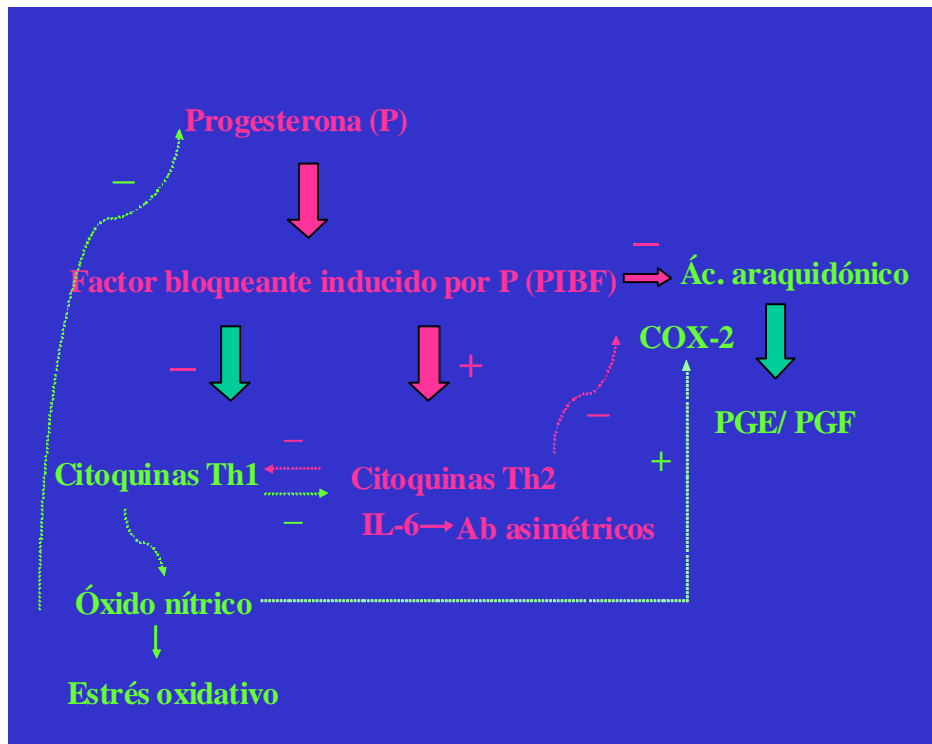 Progesterona (P)
–
–
Factor bloqueante inducido por P (PIBF)
Ác. araquidónico
COX-2
–
+
PGE/ PGF
–
–
+
Citoquinas Th1
Citoquinas Th2
–
IL-6
Ab asimétricos
Óxido nítrico
Estrés oxidativo